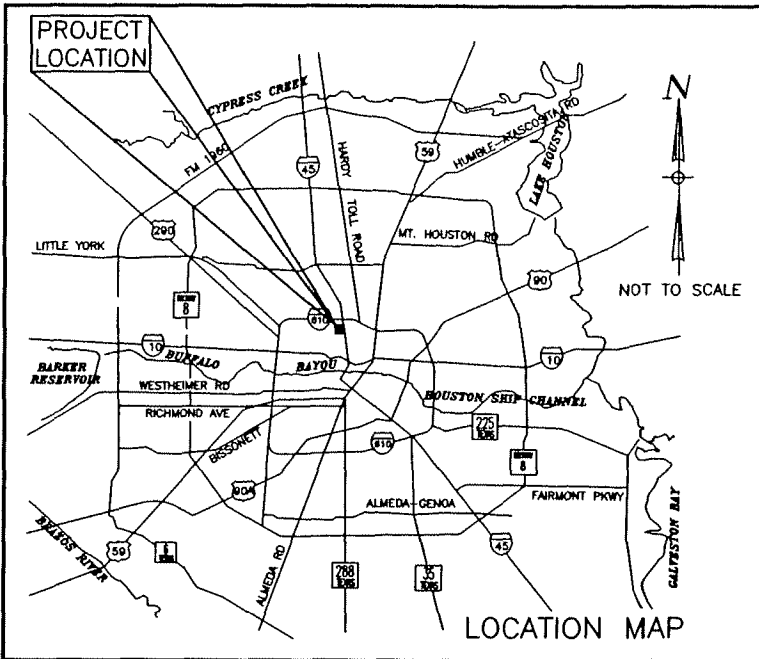 PROJECT
LOCATION
CYPRESS CREEK
FM 1960
45
HARDY
TOLL ROAD
59
HUMBLE-ATASCOSITA RD
LAKE HOUSTON
N
290
LITTLE YORK
MT. HOUSTON RD
90
NOT TO SCALE
8
610
10
BUFFALO
BAYOU
10
BARKER
RESERVOIR
WESTHEIMER RD
HOUSTON SHIP CHANNEL
RICHMOND AVE
225
BISSONETT
610
8
90A
ALMEDA-GENOA
FAIRMONT PKWY
BRAZOS RIVER
59
6
ALMEDA RD
288
35
45
GALVESTON BAY
LOCATION MAP